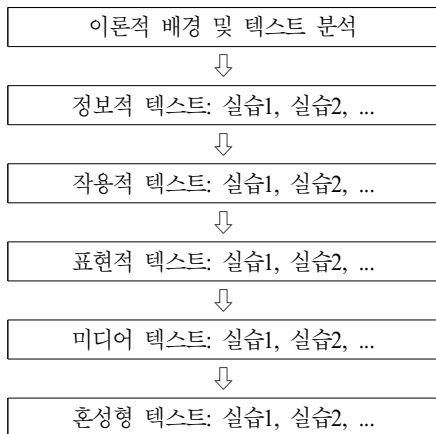 이론적 배경 및 텍스트 분석
정보적 텍스트: 실습1, 실습2, ...
작용적 텍스트: 실습1, 실습2, ...
표현적 텍스트: 실습1, 실습2, ...
미디어 텍스트: 실습1, 실습2, ...
혼성형 텍스트: 실습1, 실습2, ...